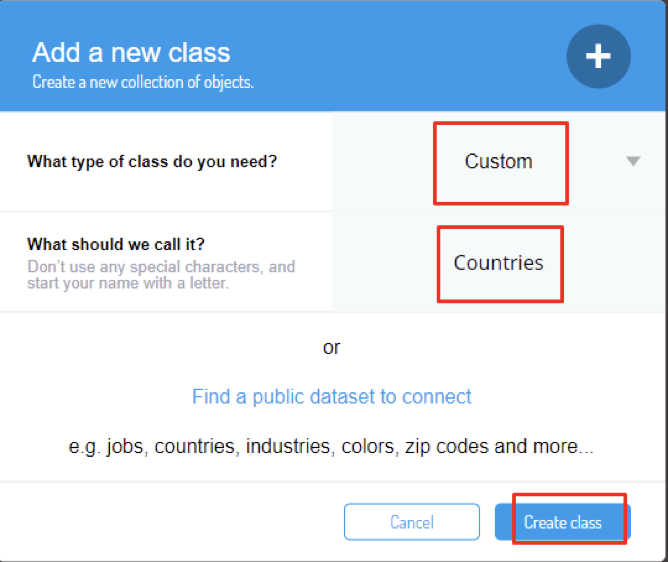 Add a new class
Create a new collection of objects.
What type of class do you need?
Custom
What should we call it?
Don't use any special characters, and
start your name with a letter.
Countries
or
Find a public dataset to connect
e.g. jobs, countries, industries, colors, zip codes and more...
Cancel
Create class